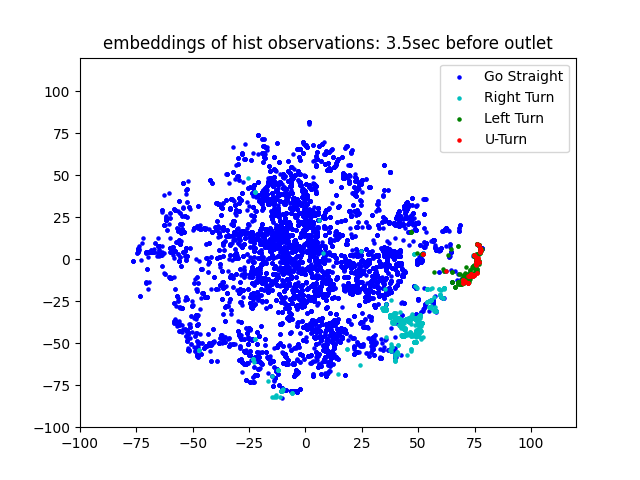 embeddings of hist observations: 3.5sec before outlet
Go Straight
Right Turn
Left Turn
U-Turn
100
75
50
25
0
−25
−50
−75
−100
−100 −75 −50 −25 0 25 50 75 100